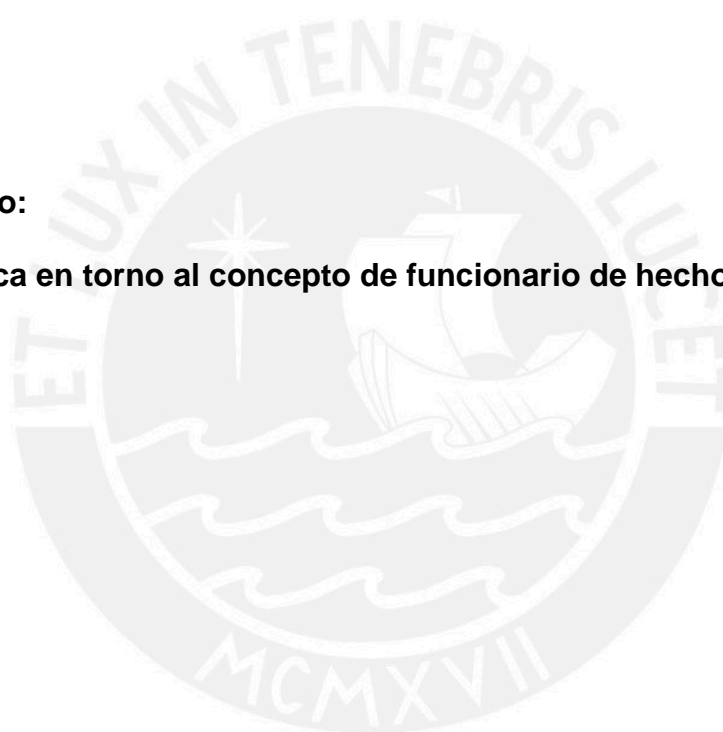 ET LUX IN TENEBRIS LUCET
o:
ca en torno al concepto de funcionario de hecho
MCMXVII